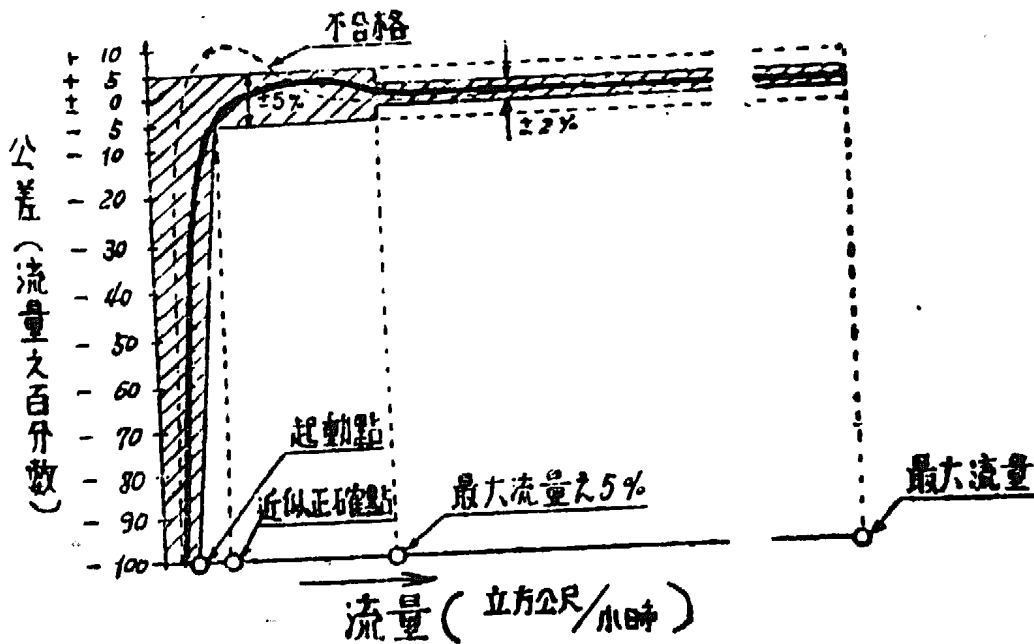 不合格
+ 10
+ 5
± 0
- 5
- 10
- 20
- 30
- 40
- 50
- 60
- 70
- 80
- 90
- 100
公差(流量之百分數)
±5%
±2%
起動點
近似正確點
最大流量之5%
最大流量
流量(立方公尺/小時)